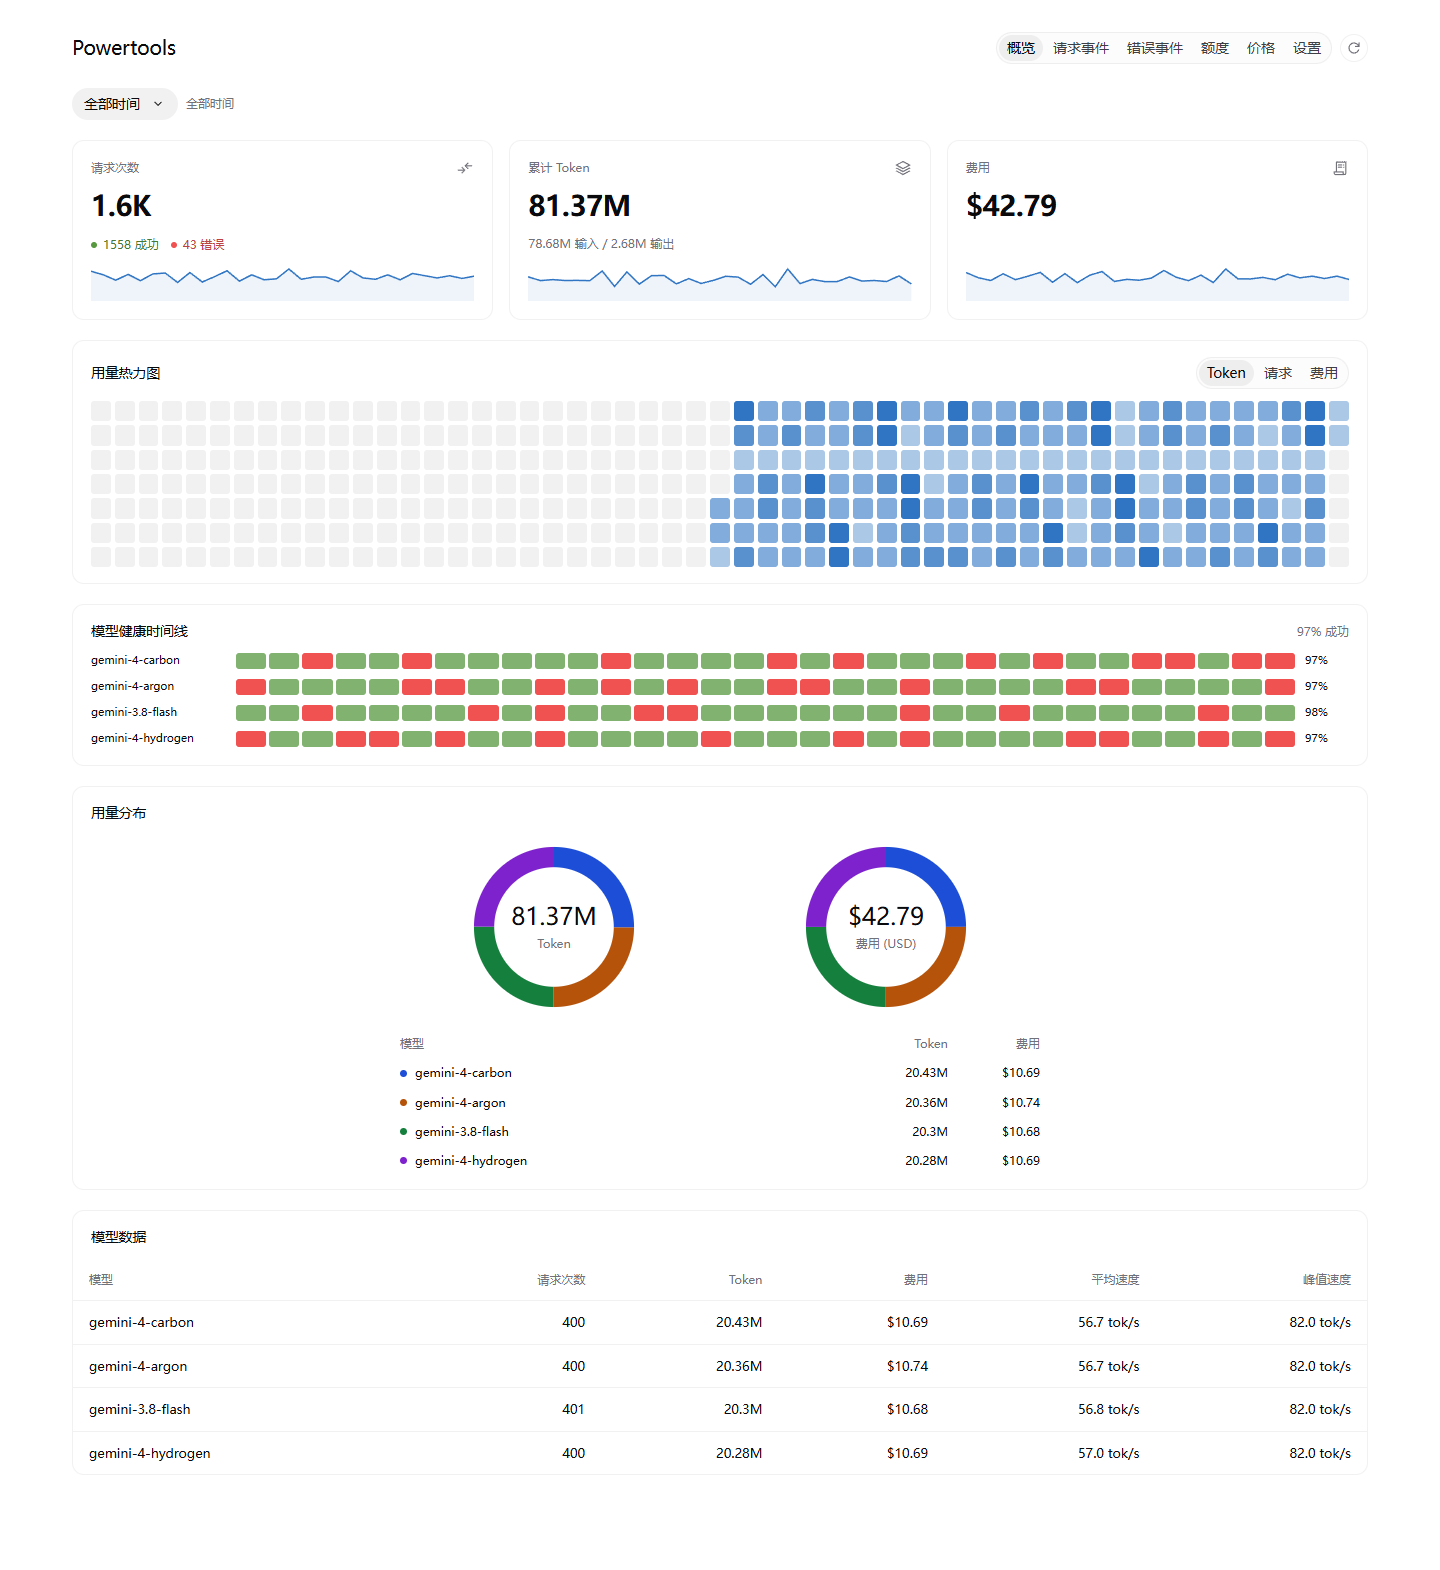 Powertools
概览 请求事件 错误事件 额度 价格 设置
全部时间 全部时间
请求次数
1.6K
1558 成功 43 错误
累计 Token
81.37M
78.68M 输入 / 2.68M 输出
费用
$42.79
用量热力图
Token 请求 费用
模型健康时间线 97% 成功
gemini-4-carbon 97%
gemini-4-argon 97%
gemini-3.8-flash 98%
gemini-4-hydrogen 97%
用量分布
81.37M
Token
$42.79
费用 (USD)
模型 Token 费用
gemini-4-carbon 20.43M $10.69
gemini-4-argon 20.36M $10.74
gemini-3.8-flash 20.3M $10.68
gemini-4-hydrogen 20.28M $10.69
模型数据
模型 请求次数 Token 费用 平均速度 峰值速度
gemini-4-carbon 400 20.43M $10.69 56.7 tok/s 82.0 tok/s
gemini-4-argon 400 20.36M $10.74 56.7 tok/s 82.0 tok/s
gemini-3.8-flash 401 20.3M $10.68 56.8 tok/s 82.0 tok/s
gemini-4-hydrogen 400 20.28M $10.69 57.0 tok/s 82.0 tok/s